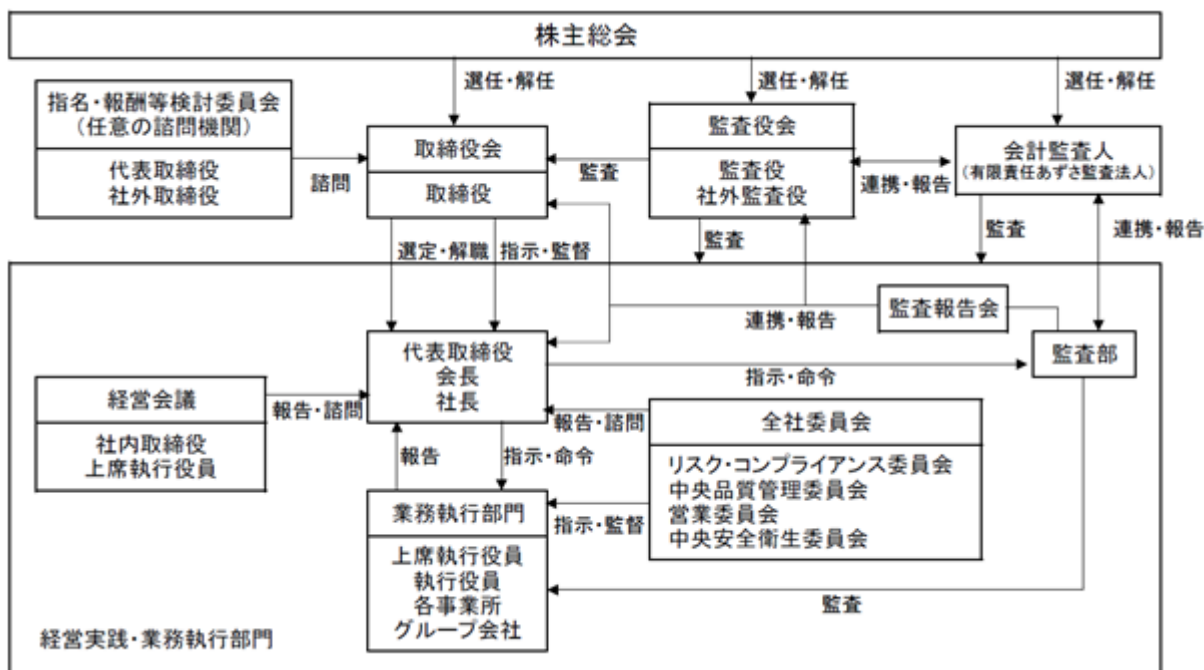 株主総会
選任・解任
選任・解任
選任・解任
指名・報酬等検討委員会
(任意の諮問機関)
代表取締役
社外取締役
諮問
取締役会
取締役
監査
監査役会
監査役
社外監査役
連携・報告
会計監査人
(有限責任あずさ監査法人)
選定・解職
指示・監督
監査
監査
連携・報告
監査報告会
連携・報告
監査部
代表取締役
会長
社長
指示・命令
経営会議
社内取締役
上席執行役員
報告・諮問
報告・諮問
全社委員会
リスク・コンプライアンス委員会
中央品質管理委員会
営業委員会
中央安全衛生委員会
報告
指示・命令
業務執行部門
上席執行役員
執行役員
各事業所
グループ会社
指示・監督
監査
経営実践・業務執行部門